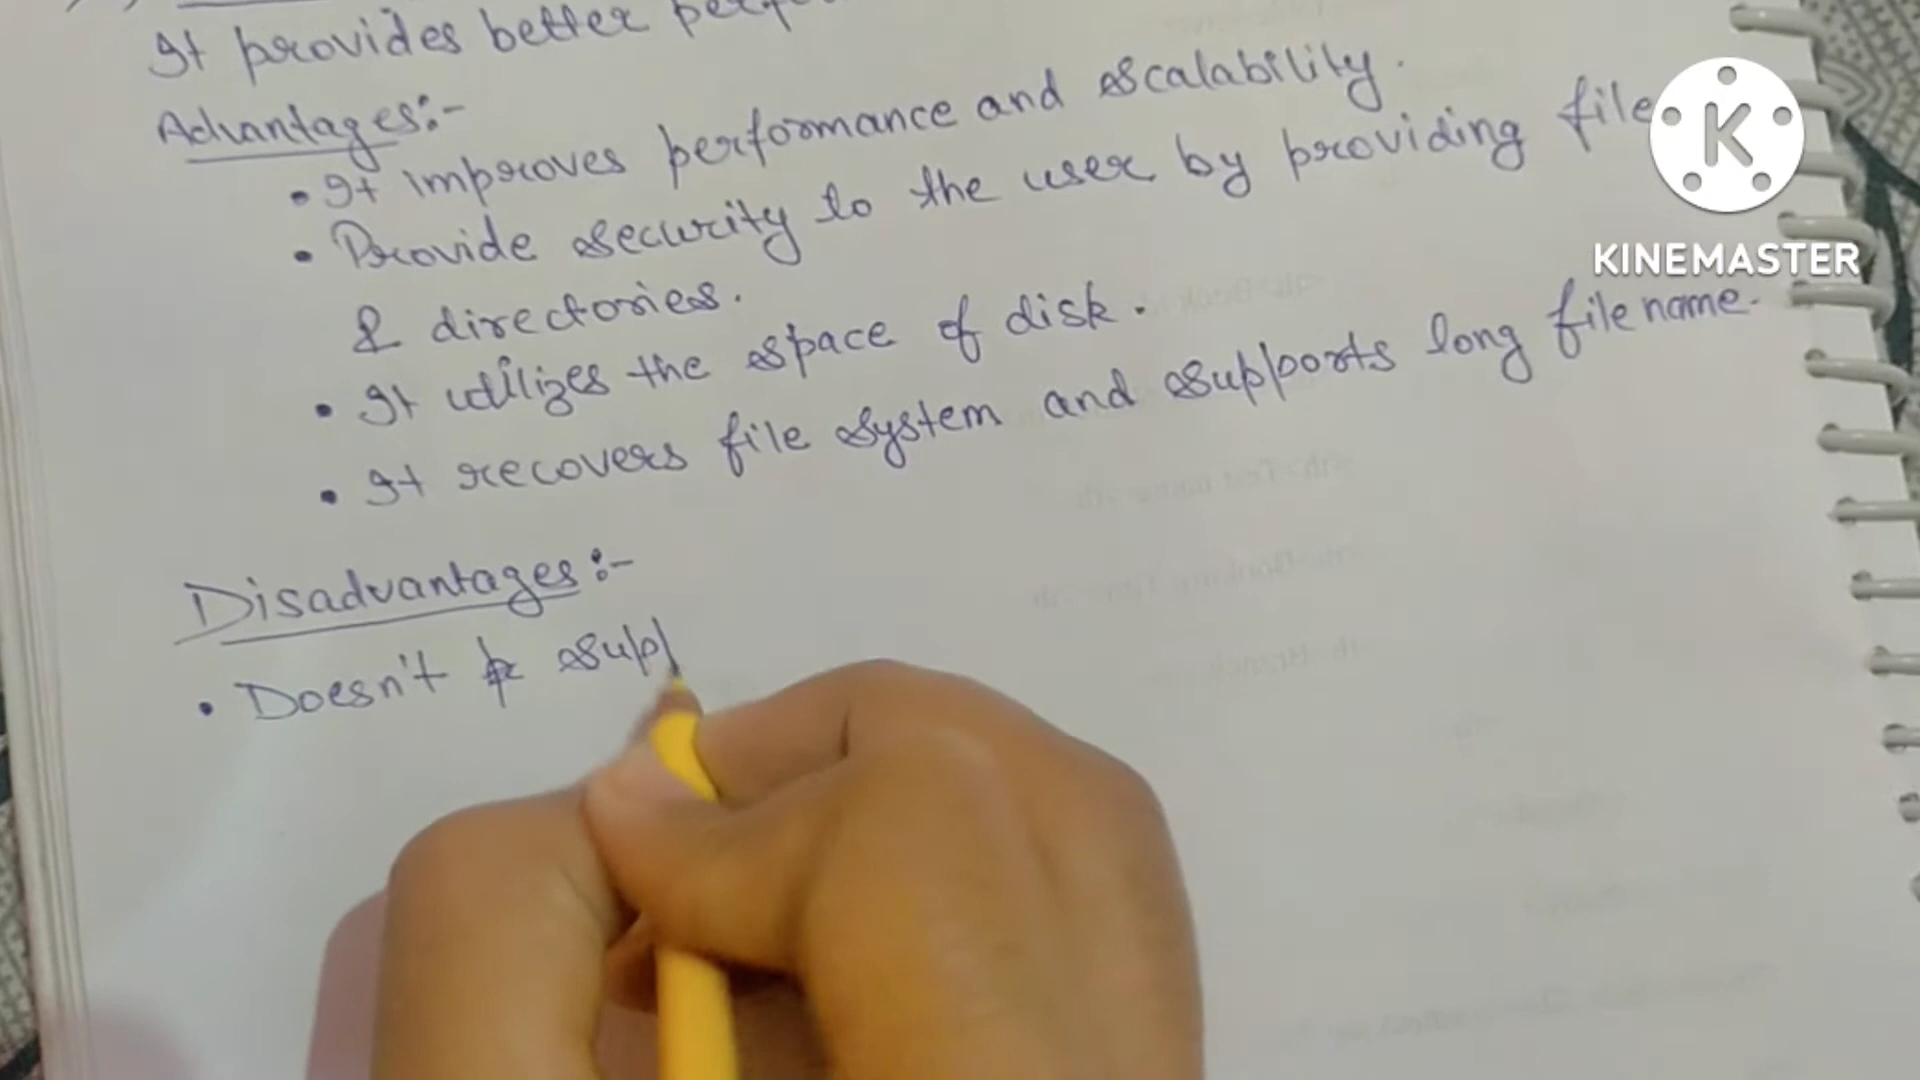 It provides better
Advantages:-
• It improves performance and scalability.
• Provide security to the user by providing file
& directories.
• It utilizes the space of disk.
• It recovers file system and supports long file name.
Disadvantages:-
• Doesn't supp
K
KINEMASTER